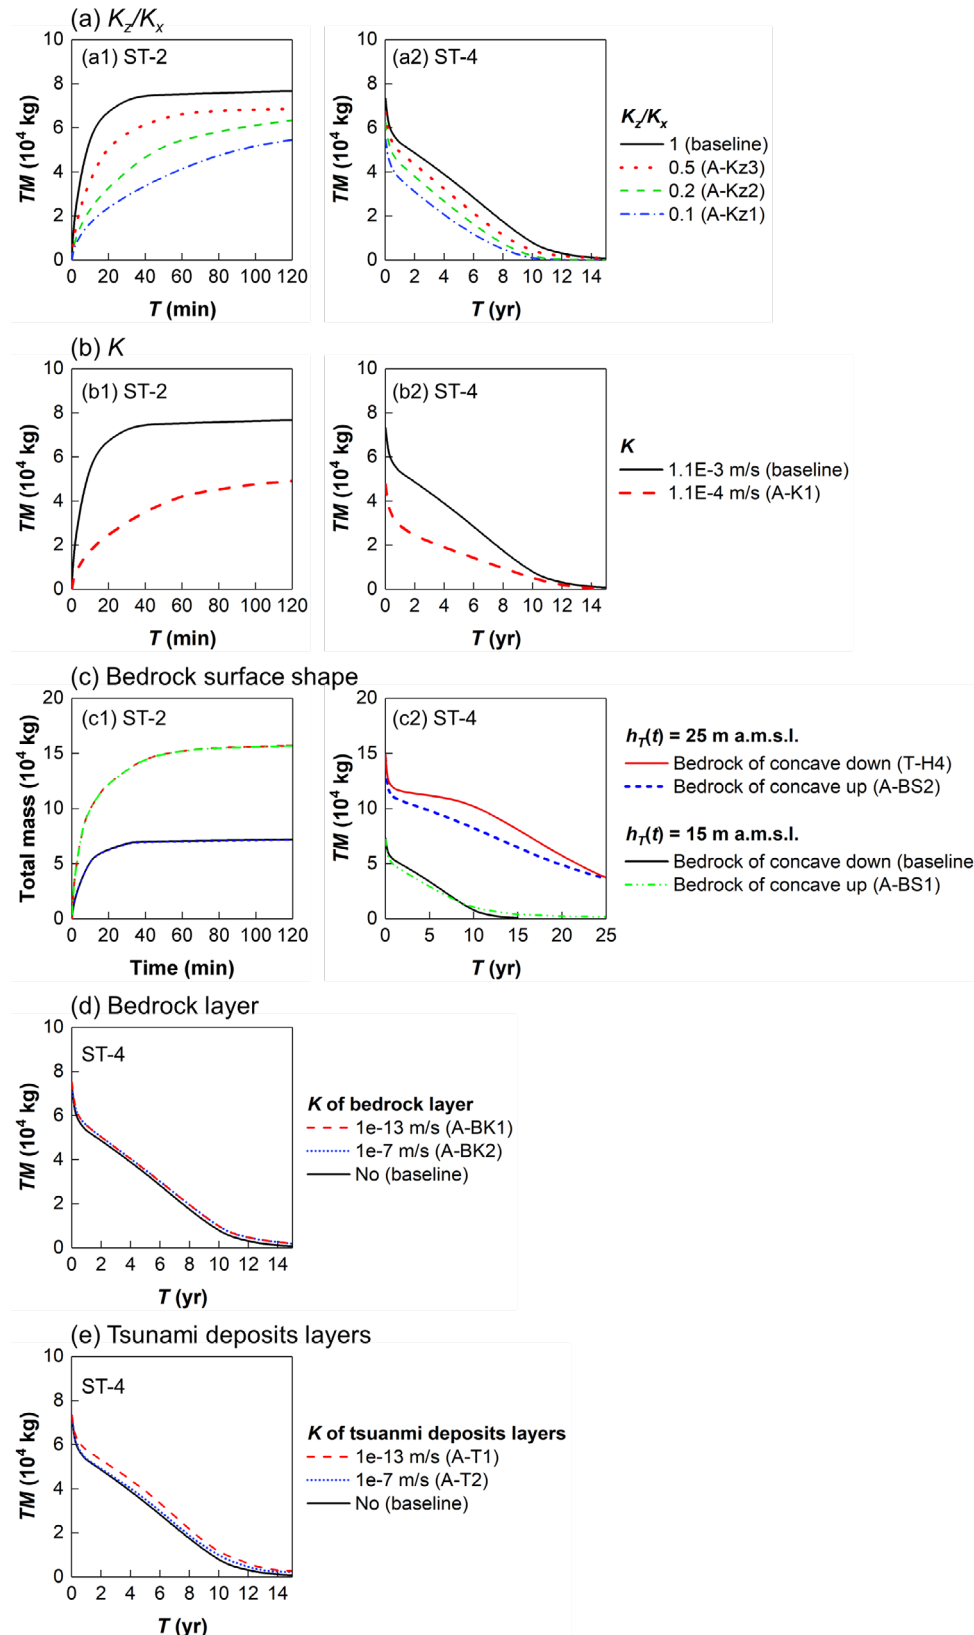 (a) Kz/Kx
(a1) ST-2
10
8
6
4
2
0
TM (10⁴ kg)
0 20 40 60 80 100 120
T (min)
(a2) ST-4
10
8
6
4
2
0
TM (10⁴ kg)
0 2 4 6 8 10 12 14
T (yr)
Kz/Kx
1 (baseline)
0.5 (A-Kz3)
0.2 (A-Kz2)
0.1 (A-Kz1)
(b) K
(b1) ST-2
10
8
6
4
2
0
TM (10⁴ kg)
0 20 40 60 80 100 120
T (min)
(b2) ST-4
10
8
6
4
2
0
TM (10⁴ kg)
0 2 4 6 8 10 12 14
T (yr)
K
1.1E-3 m/s (baseline)
1.1E-4 m/s (A-K1)
(c) Bedrock surface shape
(c1) ST-2
20
15
10
5
0
Total mass (10⁴ kg)
0 20 40 60 80 100 120
Time (min)
(c2) ST-4
20
15
10
5
0
TM (10⁴ kg)
0 5 10 15 20 25
T (yr)
hT(t) = 25 m a.m.s.l.
Bedrock of concave down (T-H4)
Bedrock of concave up (A-BS2)
hT(t) = 15 m a.m.s.l.
Bedrock of concave down (baseline
Bedrock of concave up (A-BS1)
(d) Bedrock layer
ST-4
10
8
6
4
2
0
TM (10⁴ kg)
0 2 4 6 8 10 12 14
T (yr)
K of bedrock layer
1e-13 m/s (A-BK1)
1e-7 m/s (A-BK2)
No (baseline)
(e) Tsunami deposits layers
ST-4
10
8
6
4
2
0
TM (10⁴ kg)
0 2 4 6 8 10 12 14
T (yr)
K of tsuanmi deposits layers
1e-13 m/s (A-T1)
1e-7 m/s (A-T2)
No (baseline)